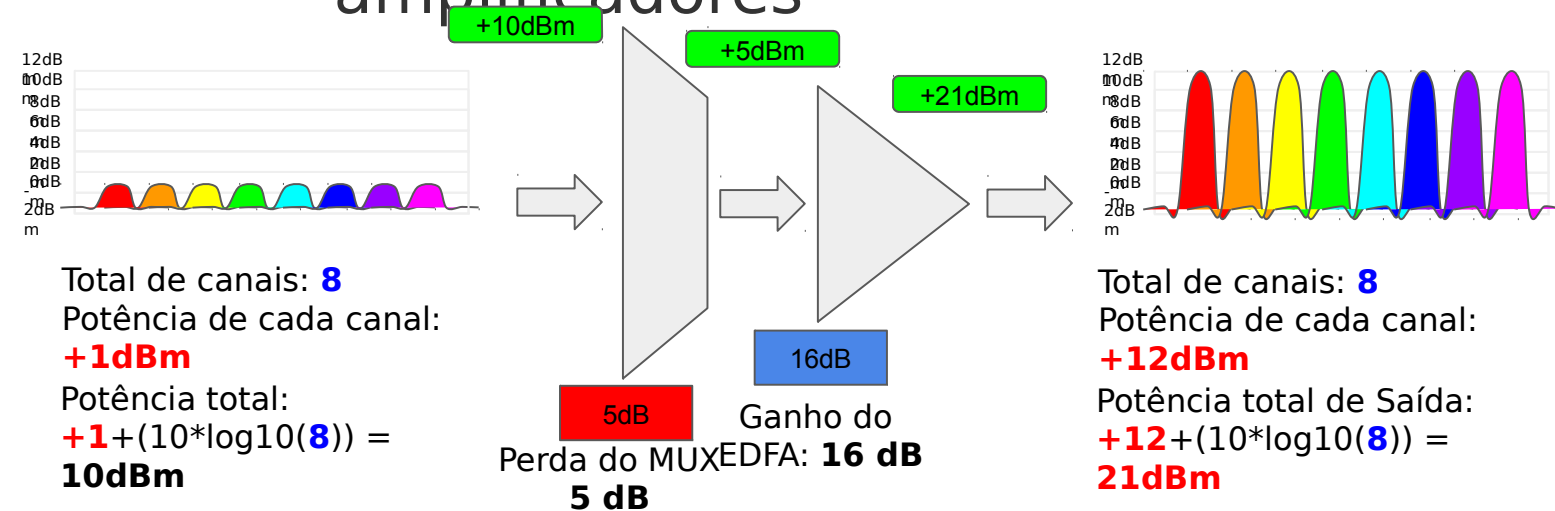 amplificadores
+10dBm
+5dBm
+21dBm
12dB
m
10dB
m
8dB
m
6dB
m
4dB
m
2dB
m
0dB
m
-
2dB
m
Total de canais: 8
Potência de cada canal:
+1dBm
Potência total:
+1+(10*log10(8)) =
10dBm
5dB
Perda do MUX
5 dB
16dB
Ganho do
EDFA: 16 dB
12dB
m
10dB
m
8dB
m
6dB
m
4dB
m
2dB
m
0dB
m
-
2dB
m
Total de canais: 8
Potência de cada canal:
+12dBm
Potência total de Saída:
+12+(10*log10(8)) =
21dBm